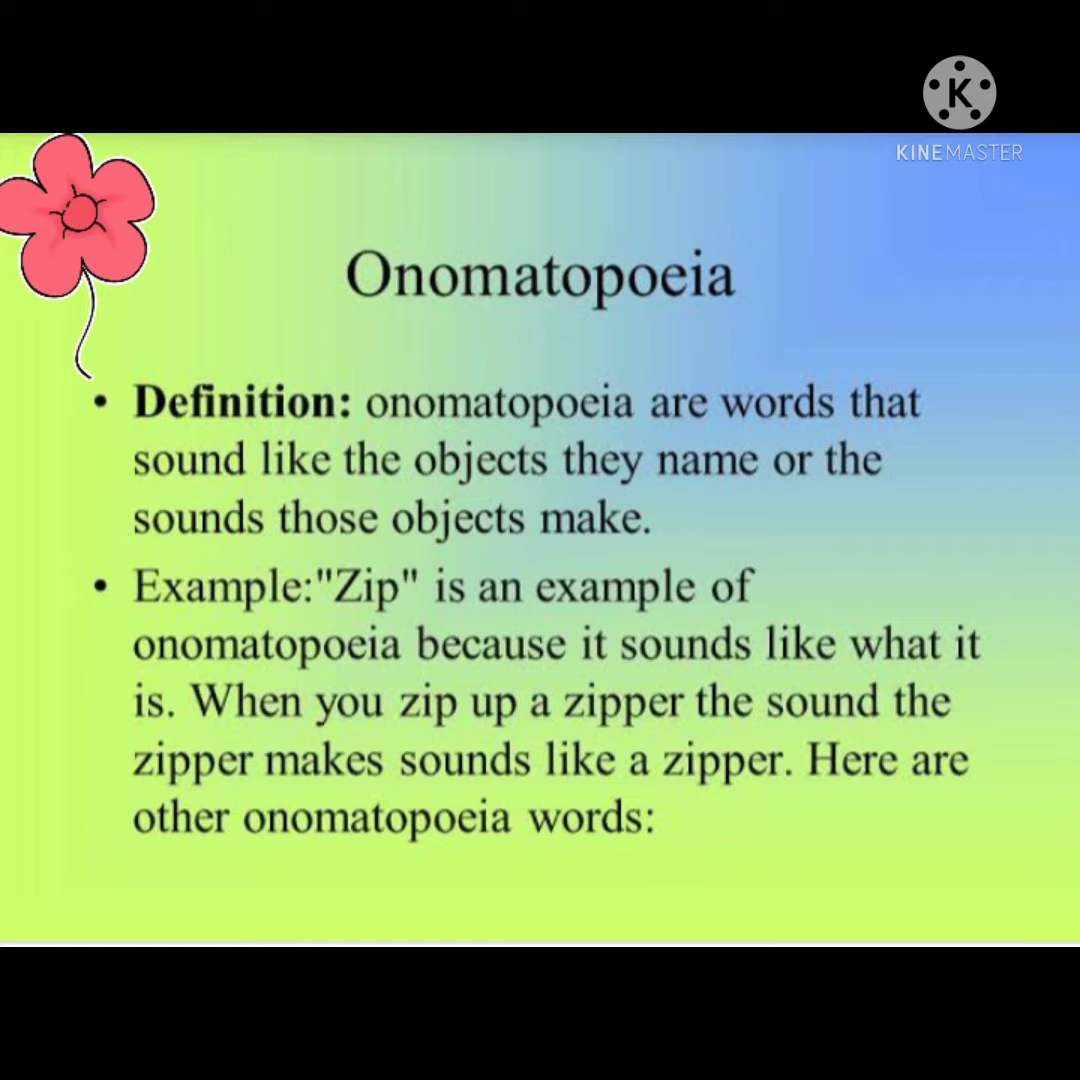 K
KINEMASTER
Onomatopoeia
• Definition: onomatopoeia are words that
sound like the objects they name or the
sounds those objects make.
• Example:"Zip" is an example of
onomatopoeia because it sounds like what it
is. When you zip up a zipper the sound the
zipper makes sounds like a zipper. Here are
other onomatopoeia words: